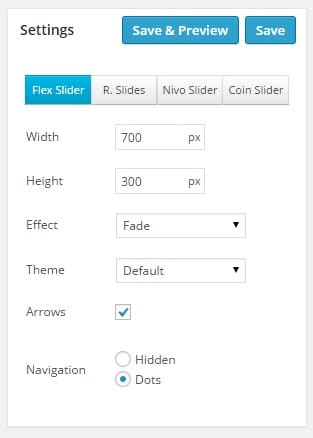 Settings Save & Preview Save
Flex Slider R. Slides Nivo Slider Coin Slider
Width 700 px
Height 300 px
Effect Fade
Theme Default
Arrows
Hidden
Navigation
Dots